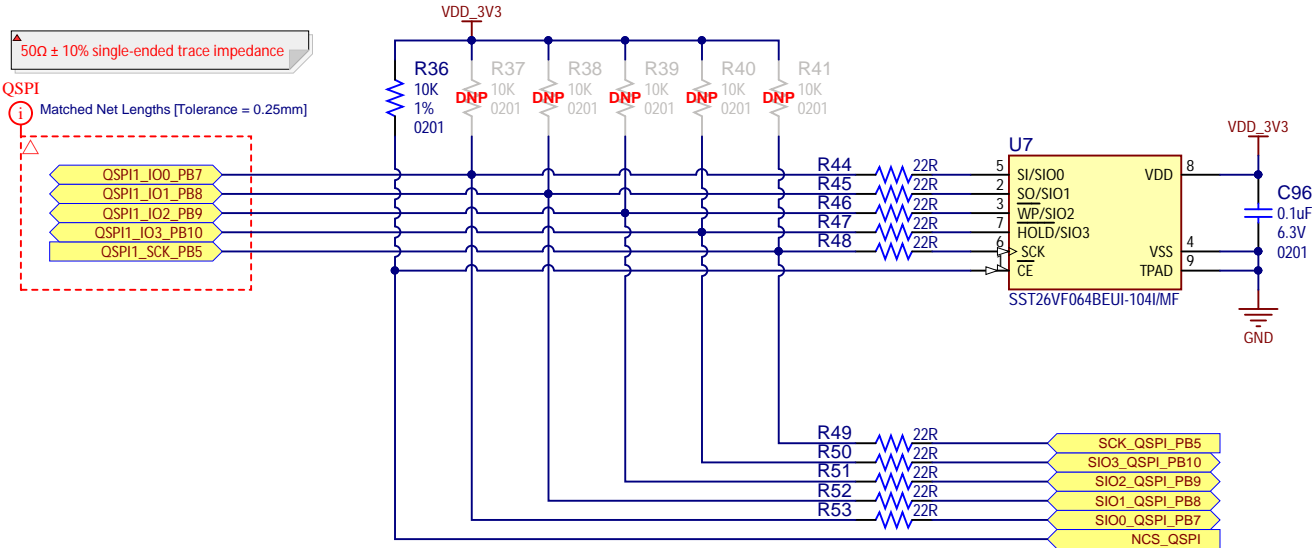 VDD_3V3
50Ω ± 10% single-ended trace impedance
QSPI
i Matched Net Lengths [Tolerance = 0.25mm]
R36
10K
1%
0201
R37
10K
DNP
0201
R38
10K
DNP
0201
R39
10K
DNP
0201
R40
10K
DNP
0201
R41
10K
DNP
0201
QSPI1_IO0_PB7
QSPI1_IO1_PB8
QSPI1_IO2_PB9
QSPI1_IO3_PB10
QSPI1_SCK_PB5
R44 22R
R45 22R
R46 22R
R47 22R
R48 22R
U7
5 SI/SIO0
2 SO/SIO1
3 WP/SIO2
7 HOLD/SIO3
6 SCK
1 CE
VDD 8
VSS 4
TPAD 9
SST26VF064BEUI-104I/MF
VDD_3V3
C96
0.1uF
6.3V
0201
GND
R49 22R SCK_QSPI_PB5
R50 22R SIO3_QSPI_PB10
R51 22R SIO2_QSPI_PB9
R52 22R SIO1_QSPI_PB8
R53 22R SIO0_QSPI_PB7
NCS_QSPI